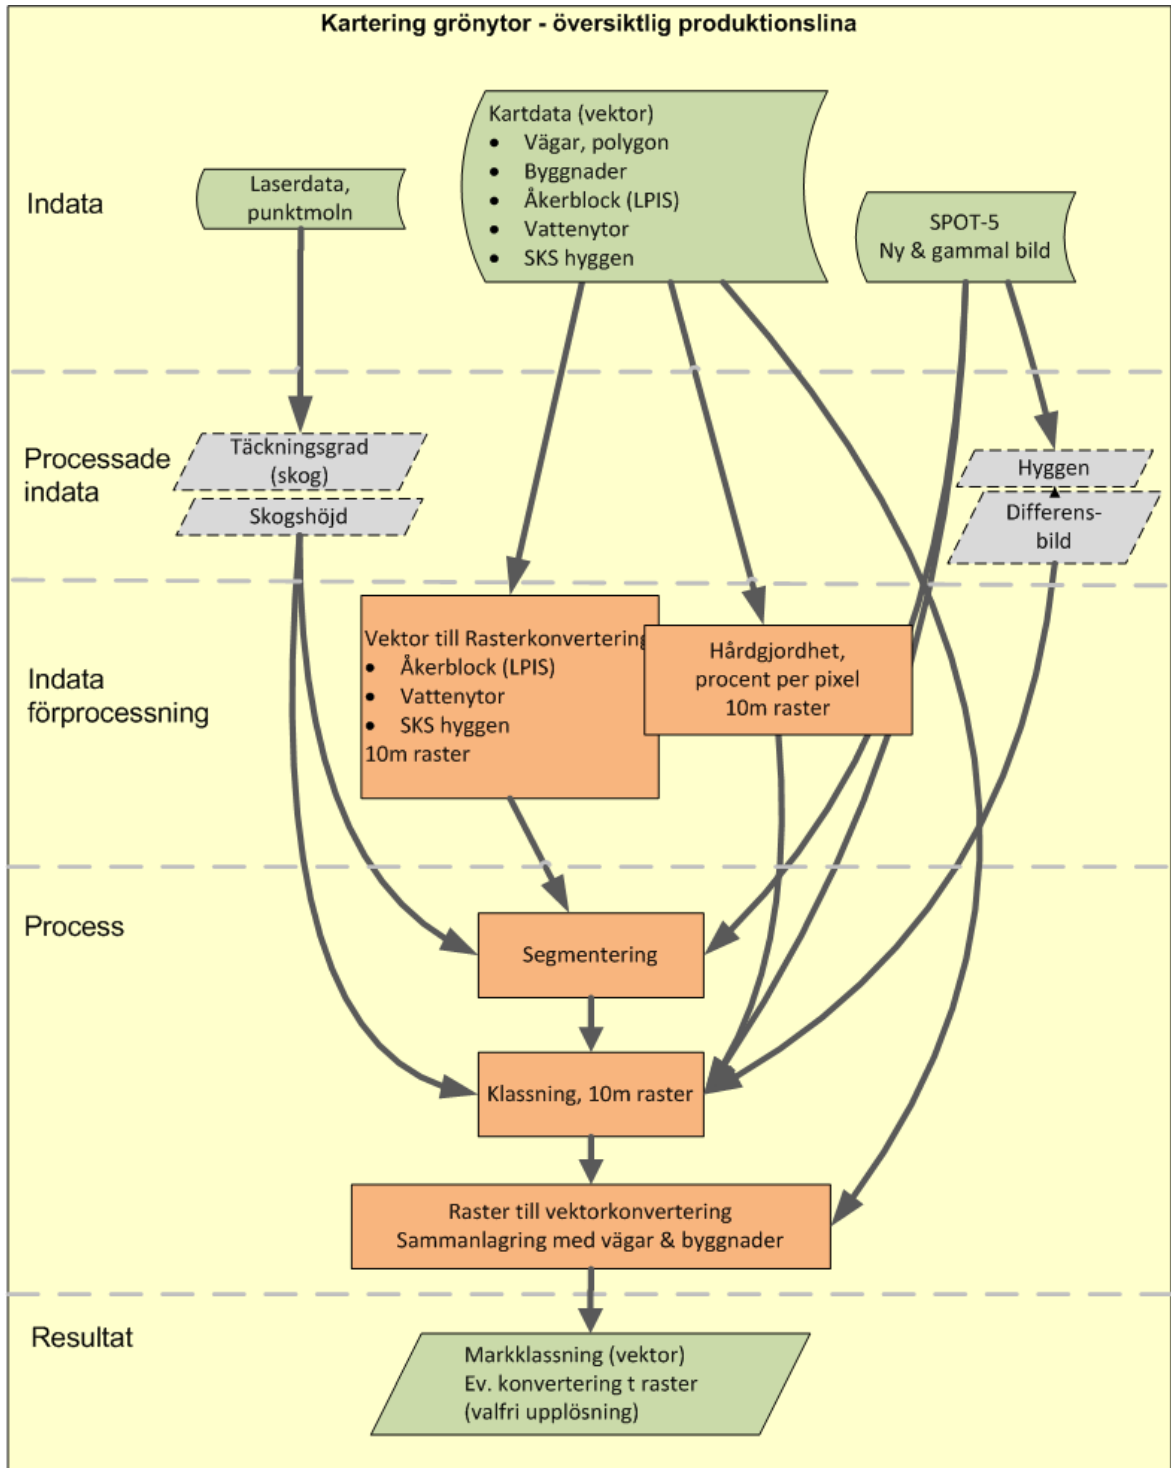 Kartering grönytor - översiktlig produktionslina
Indata
Laserdata,
punktmoln
Kartdata (vektor)
• Vägar, polygon
• Byggnader
• Åkerblock (LPIS)
• Vattenytor
• SKS hyggen
SPOT-5
Ny & gammal bild
Processade
indata
Täckningsgrad
(skog)
Skogshöjd
Hyggen
Differens-
bild
Indata
förprocessning
Vektor till Rasterkonvertering
• Åkerblock (LPIS)
• Vattenytor
• SKS hyggen
10m raster
Hårdgjordhet,
procent per pixel
10m raster
Process
Segmentering
Klassning, 10m raster
Raster till vektorkonvertering
Sammanlagring med vägar & byggnader
Resultat
Markklassning (vektor)
Ev. konvertering t raster
(valfri upplösning)